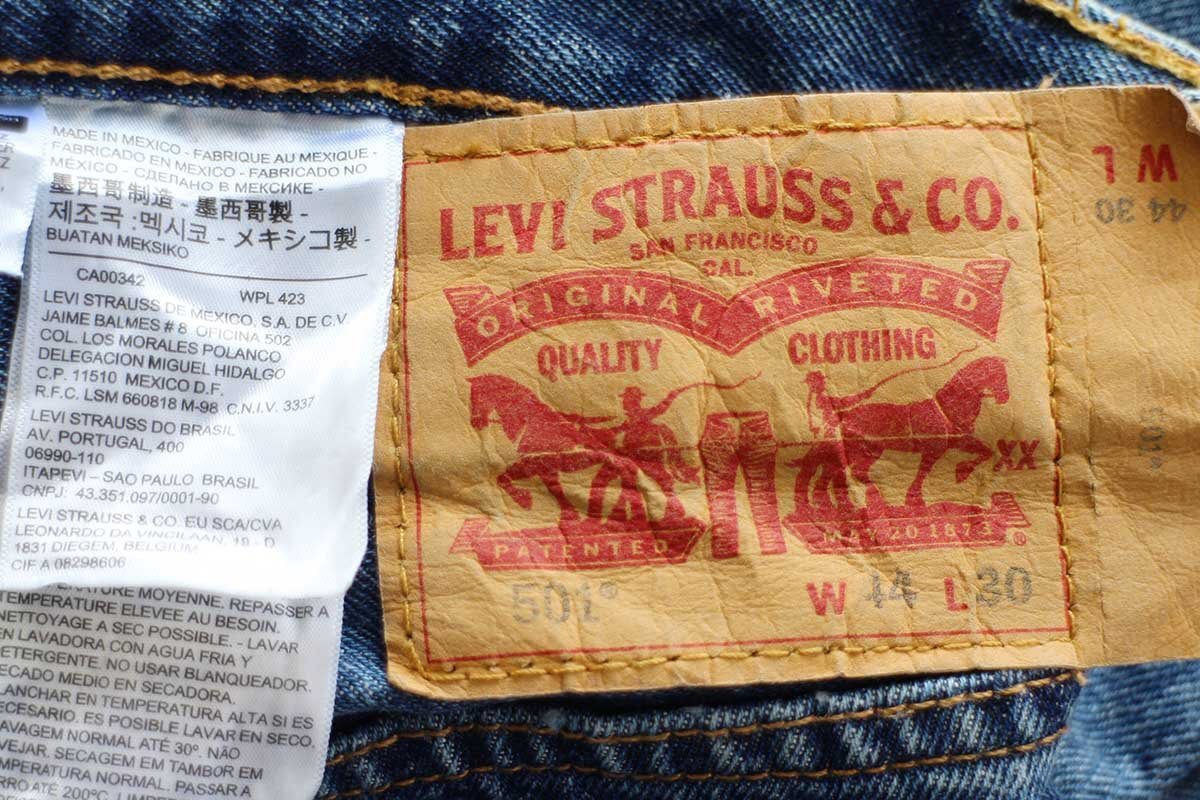 MADE IN MEXICO - FABRIQUE AU MEXIQUE -
FABRICADO EN MÉXICO - FABRICADO NO
MÉXICO - СДЕЛАНО В МЕКСИКЕ -
墨西哥制造 - 墨西哥製 -
제조국 :멕시코 - メキシコ製 -
BUATAN MEKSIKO
CA00342 WPL 423
LEVI STRAUSS DE MEXICO, S.A. DE C.V.
JAIME BALMES # 8 OFICINA 502
COL. LOS MORALES POLANCO
DELEGACION MIGUEL HIDALGO
C.P. 11510 MEXICO D.F.
R.F.C. LSM 660818 M-98 C.N.I.V. 3337
LEVI STRAUSS DO BRASIL
AV. PORTUGAL, 400
06990-110
ITAPEVI – SAO PAULO BRASIL
CNPJ: 43.351.097/0001-90
LEVI STRAUSS & CO. EU SCA/CVA
LEONARDO DA VINCILAAN, 19 - D
1831 DIEGEM, BELGIUM
CIF A 08298606
MOYENNE. REPASSER A
TEMPERATURE ELEVEE AU BESOIN.
NETTOYAGE A SEC POSSIBLE. - LAVAR
EN LAVADORA CON AGUA FRIA Y
DETERGENTE. NO USAR BLANQUEADOR.
SECADO MEDIO EN SECADORA.
PLANCHAR EN TEMPERATURA ALTA SI ES
NECESARIO. ES POSIBLE LAVAR EN SECO.
LAVAGEM NORMAL ATÉ 30°. NÃO
SECAGEM EM TAMBOR EM
TEMPERATURA NORMAL. PASSAR A
FERRO ATÉ 200°C.
LEVI STRAUSS & CO.
SAN FRANCISCO
CAL.
ORIGINAL RIVETED
QUALITY CLOTHING
XX
PATENTED MAY 20 1873 ®
501® W 44 L 30
W L
44 30